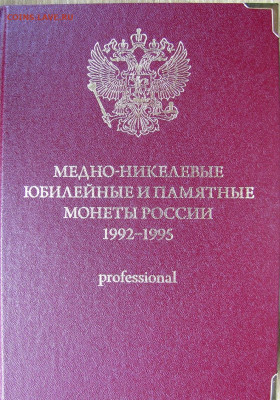 МЕДНО-НИКЕЛЕВЫЕ
ЮБИЛЕЙНЫЕ И ПАМЯТНЫЕ
МОНЕТЫ РОССИИ
1992–1995
professional